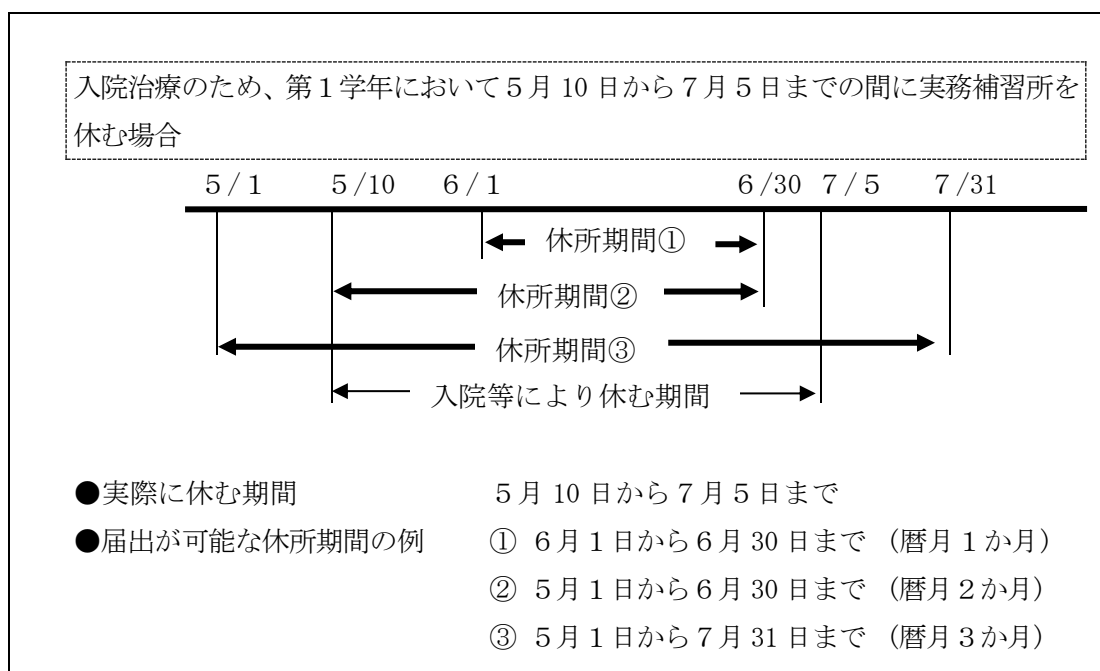 入院治療のため、第１学年において５月 10 日から７月５日までの間に実務補習所を
休む場合
５/１ ５/10 ６/１ ６/30 ７/５ ７/31
休所期間①
休所期間②
休所期間③
入院等により休む期間
●実際に休む期間 ５月 10 日から７月５日まで
●届出が可能な休所期間の例 ① ６月１日から６月 30 日まで （暦月１か月）
② ５月１日から６月 30 日まで （暦月２か月）
③ ５月１日から７月 31 日まで （暦月３か月）